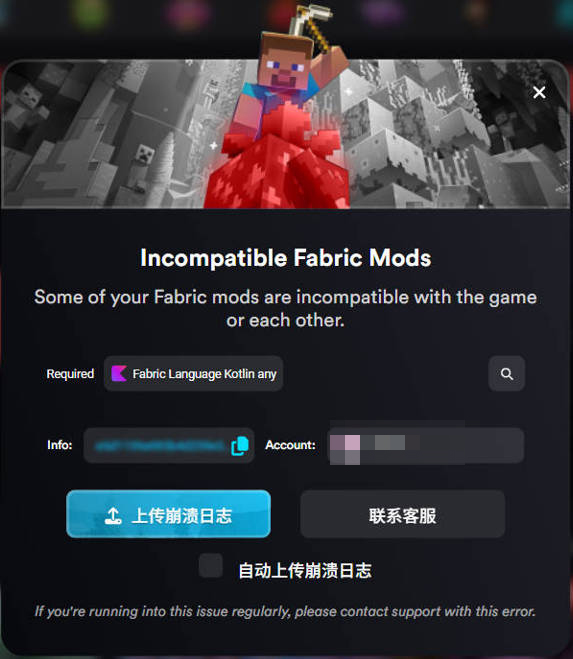 Incompatible Fabric Mods
Some of your Fabric mods are incompatible with the game
or each other.
Required Fabric Language Kotlin any
Info: Account:
上传崩溃日志 联系客服
自动上传崩溃日志
If you're running into this issue regularly, please contact support with this error.